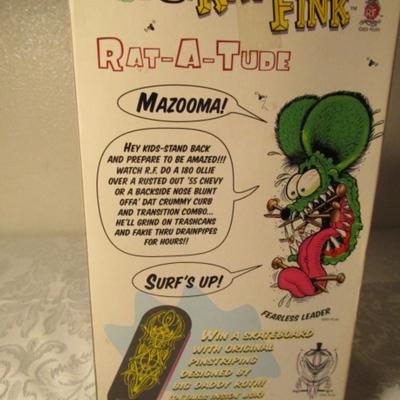 RAT FINK
RAT-A-TUDE
MAZOOMA!
HEY KIDS-STAND BACK
AND PREPARE TO BE AMAZED!!!
WATCH R.F. DO A 180 OLLIE
OVER A RUSTED OUT '55 CHEVY
OR A BACKSIDE NOSE BLUNT
OFFA' DAT CRUMMY CURB
AND TRANSITION COMBO...
HE'LL GRIND ON TRASHCANS
AND FAKIE THRU DRAINPIPES
FOR HOURS!!
SURF'S UP!
FEARLESS LEADER
WIN A SKATEBOARD
WITH ORIGINAL
PINSTRIPING
DESIGNED BY
BIG DADDY ROTH!!